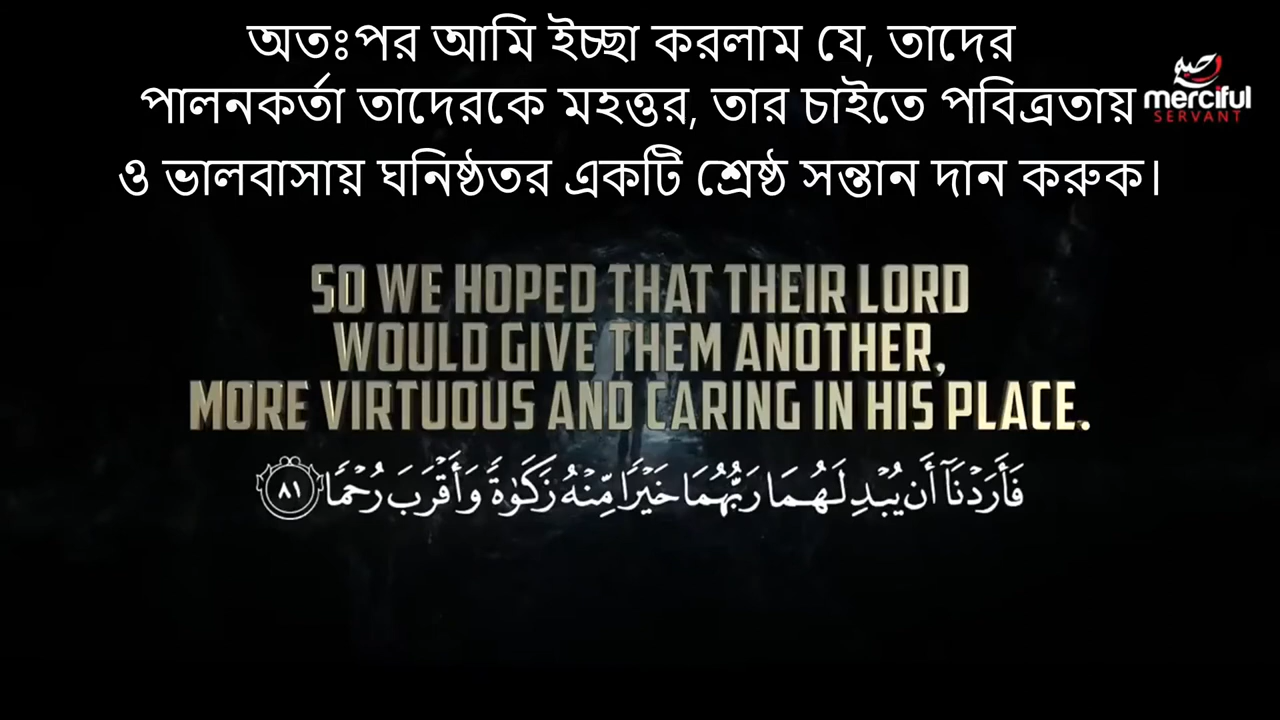 অতঃপর আমি ইচ্ছা করলাম যে, তাদের
পালনকর্তা তাদেরকে মহত্তর, তার চাইতে পবিত্রতায়
ও ভালবাসায় ঘনিষ্ঠতর একটি শ্রেষ্ঠ সন্তান দান করুক।
merciful
SERVANT
SO WE HOPED THAT THEIR LORD
WOULD GIVE THEM ANOTHER,
MORE VIRTUOUS AND CARING IN HIS PLACE.
فَأَرَدْنَآ أَن يُبْدِلَهُمَا رَبُّهُمَا خَيْرًا مِّنْهُ زَكَوٰةً وَأَقْرَبَ رُحْمًا ٨١